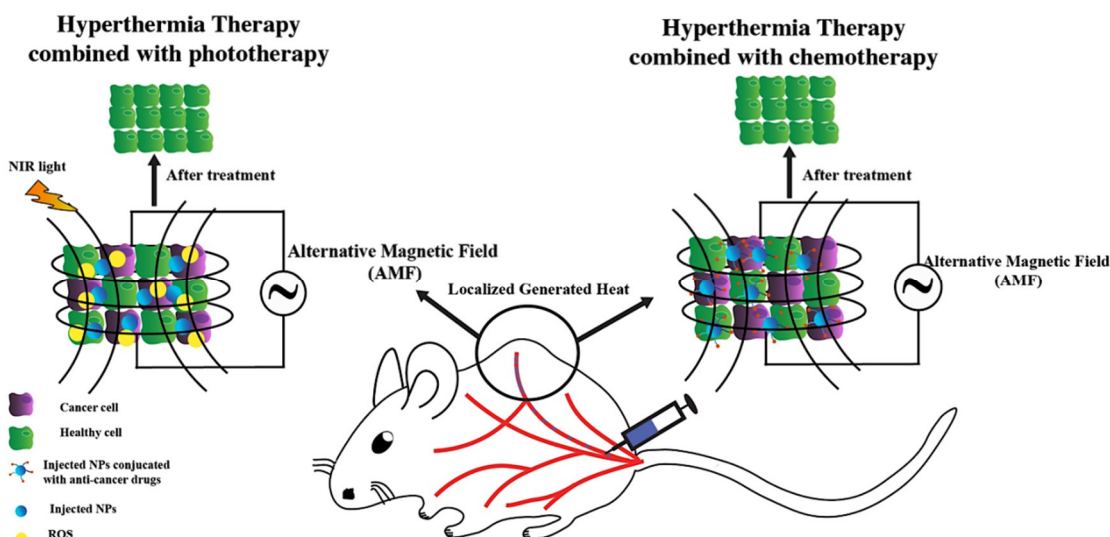 Hyperthermia Therapy
combined with phototherapy
Hyperthermia Therapy
combined with chemotherapy
NIR light
After treatment
After treatment
Alternative Magnetic Field
(AMF)
Localized Generated Heat
Alternative Magnetic Field
(AMF)
Cancer cell
Healthy cell
Injected NPs conjucated
with anti-cancer drugs
Injected NPs
ROS